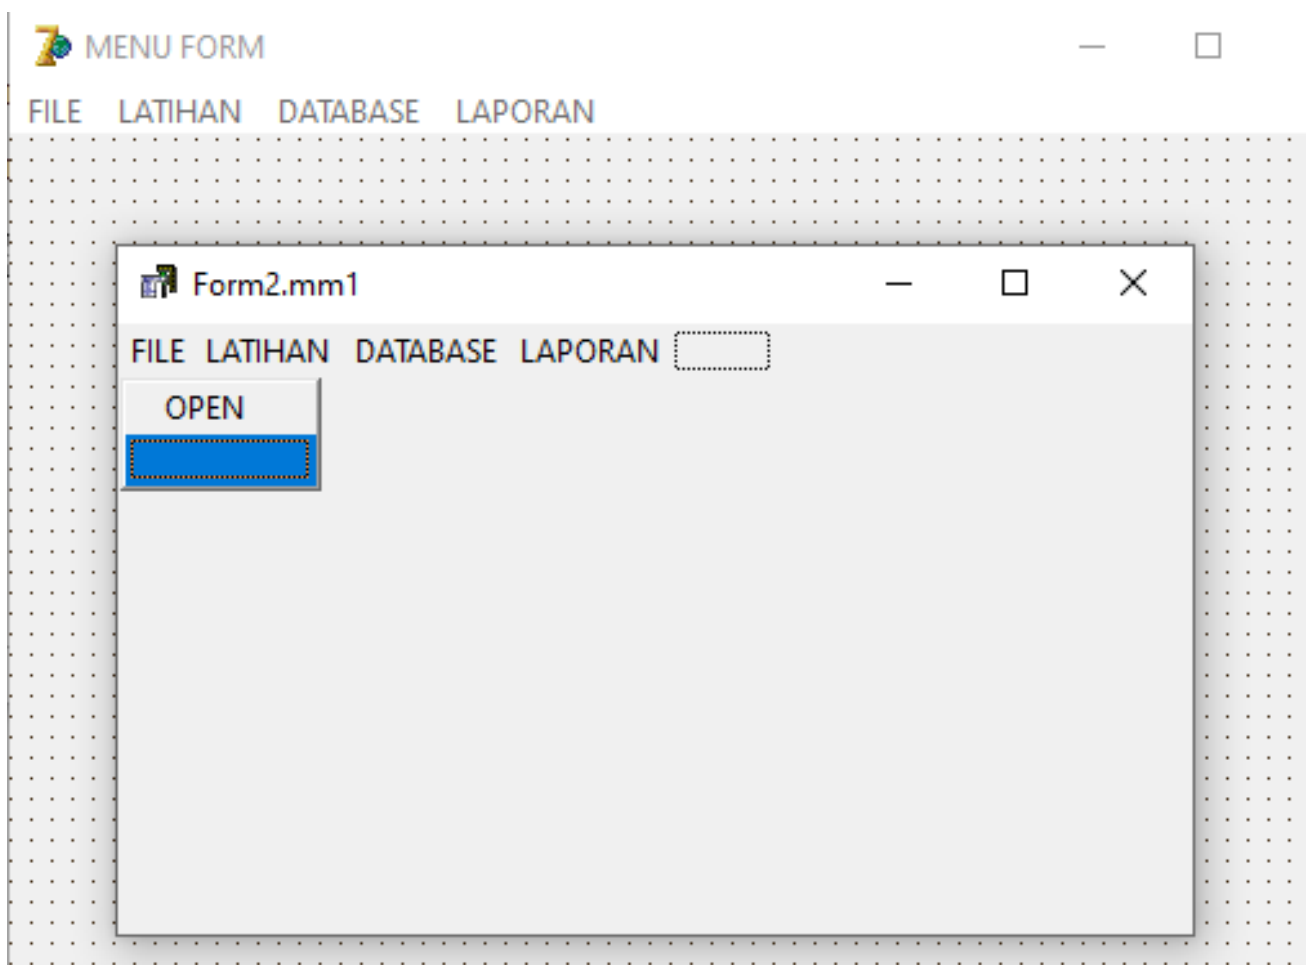 MENU FORM
FILE LATIHAN DATABASE LAPORAN
Form2.mm1
FILE LATIHAN DATABASE LAPORAN
OPEN